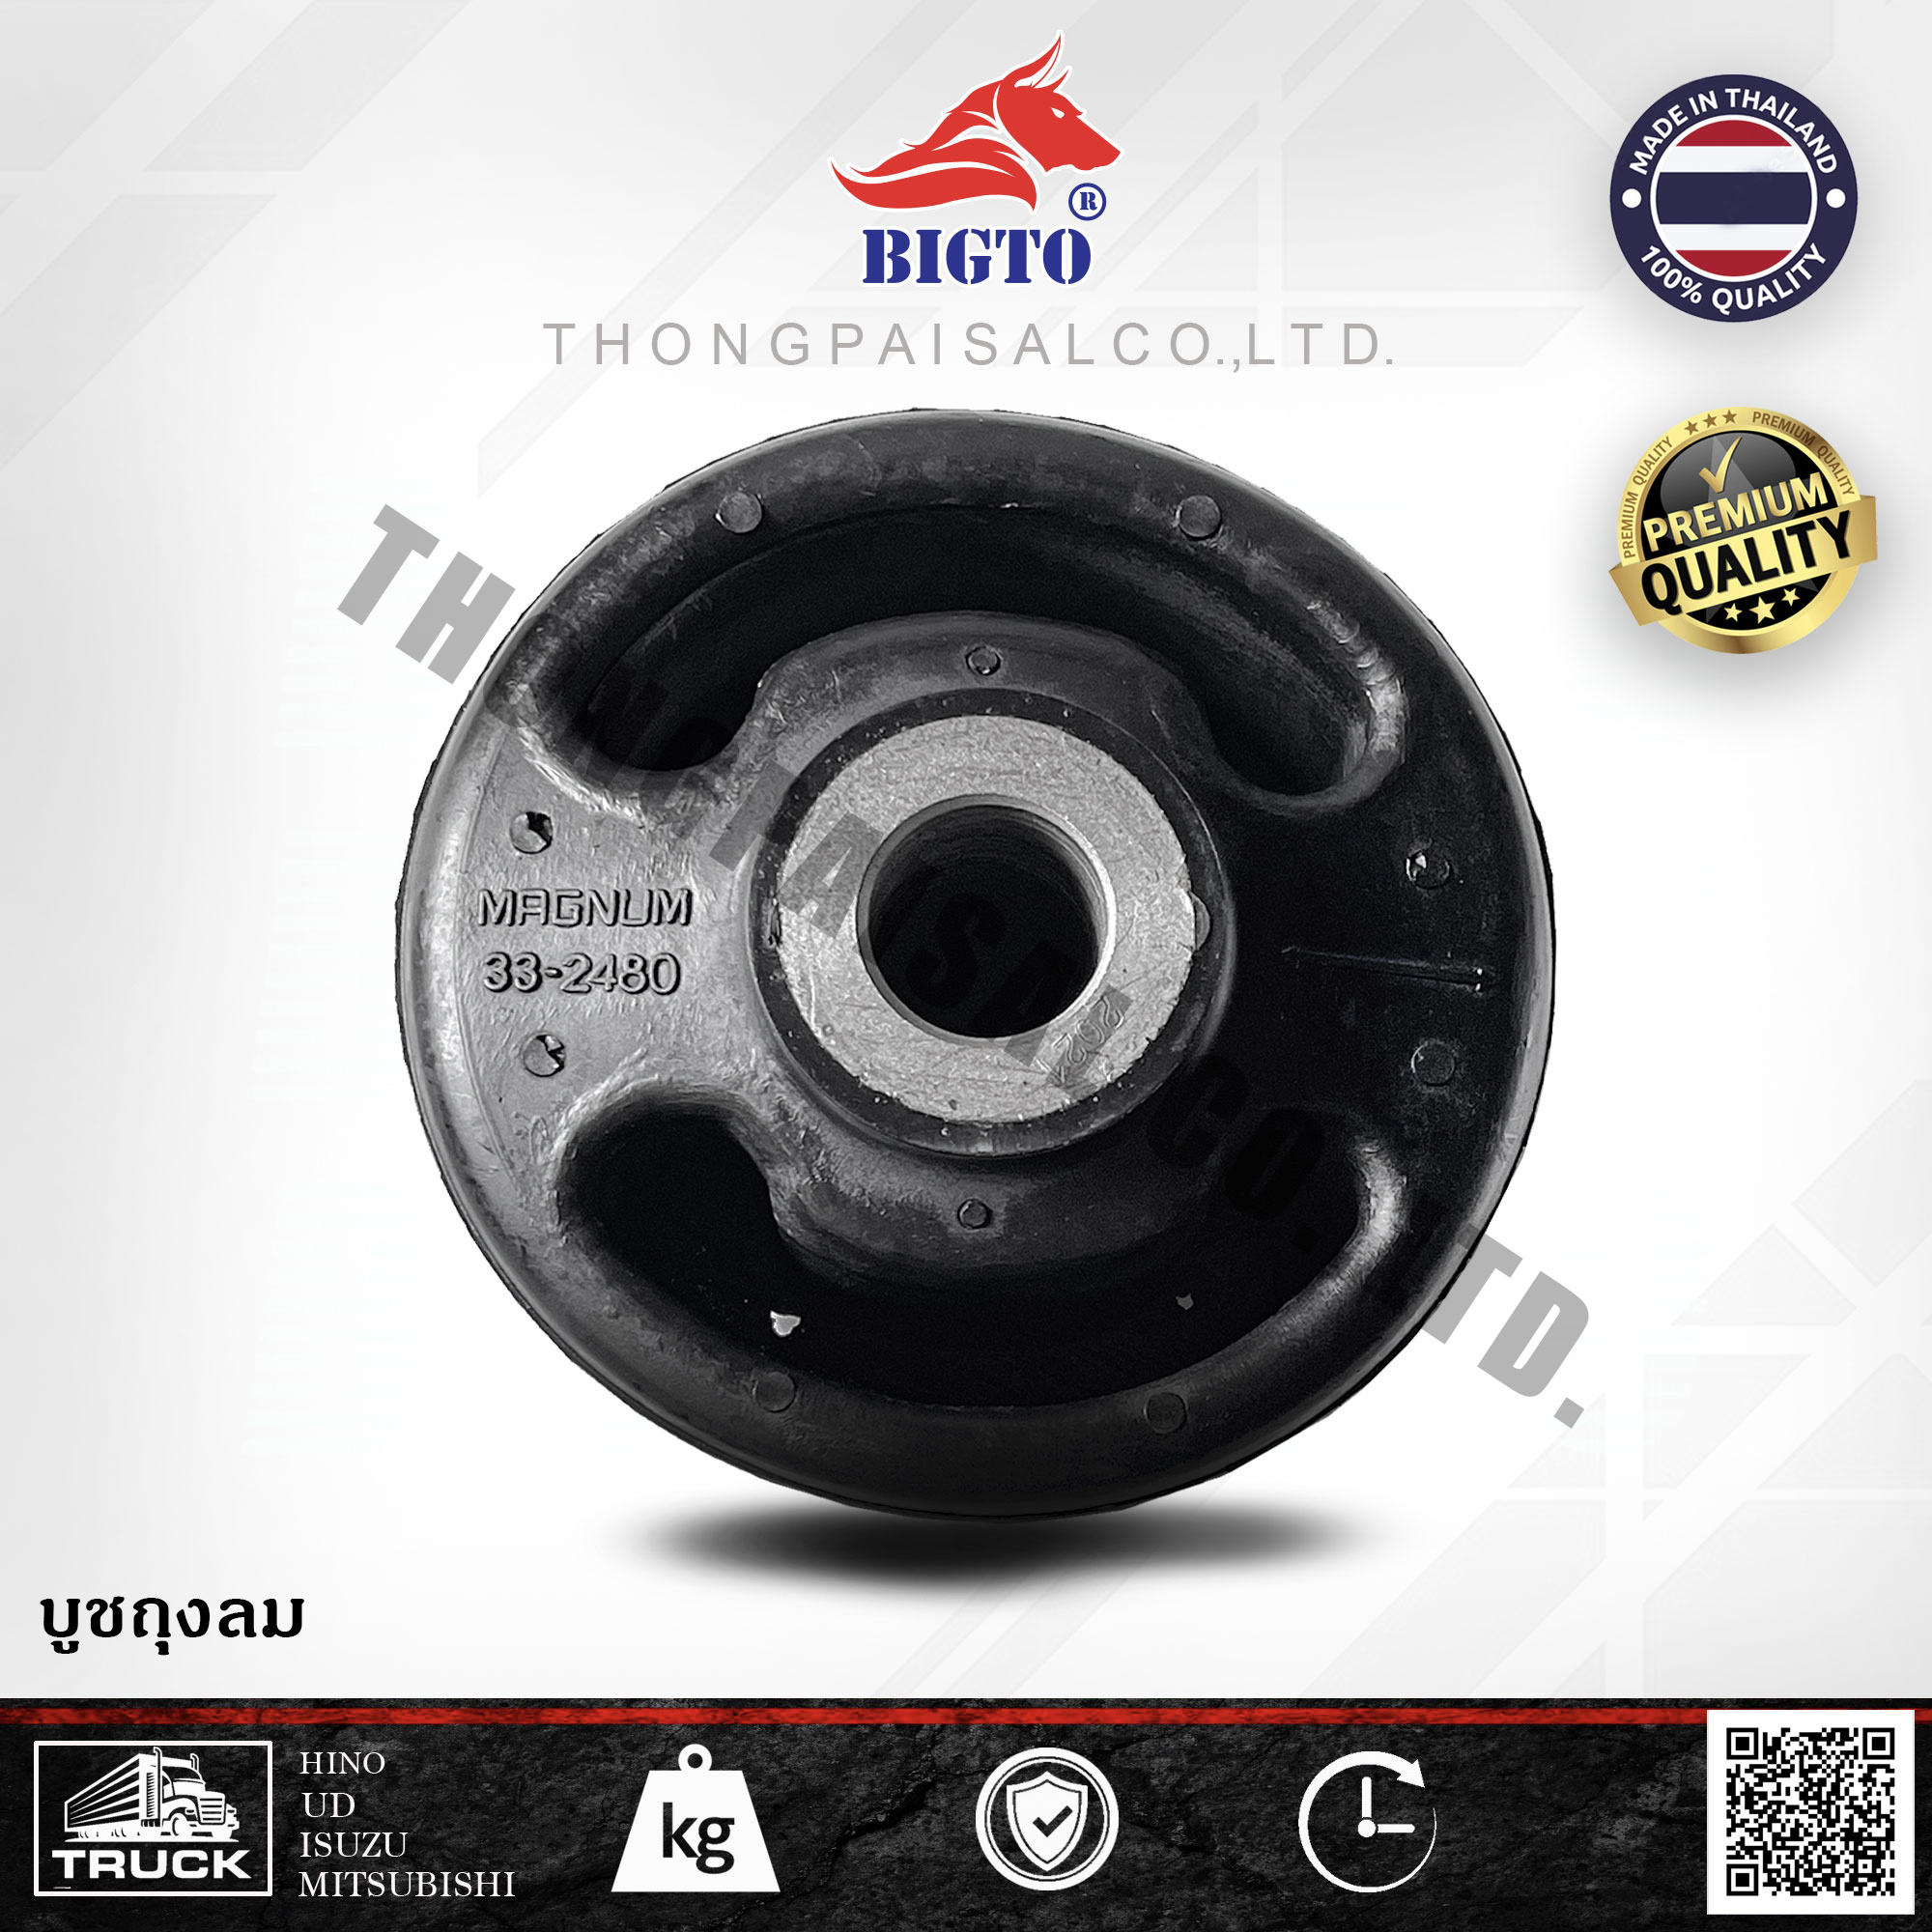 BIGTO
®
THONGPAISALCO.,LTD.
MADE IN THAILAND
100% QUALITY
PREMIUM QUALITY ★★★ PREMIUM QUALITY
PREMIUM
QUALITY
MAGNUM
33-2480
THONGPAISAL CO.,LTD.
บูชถุงลม
TRUCK
HINO
UD
ISUZU
MITSUBISHI
kg